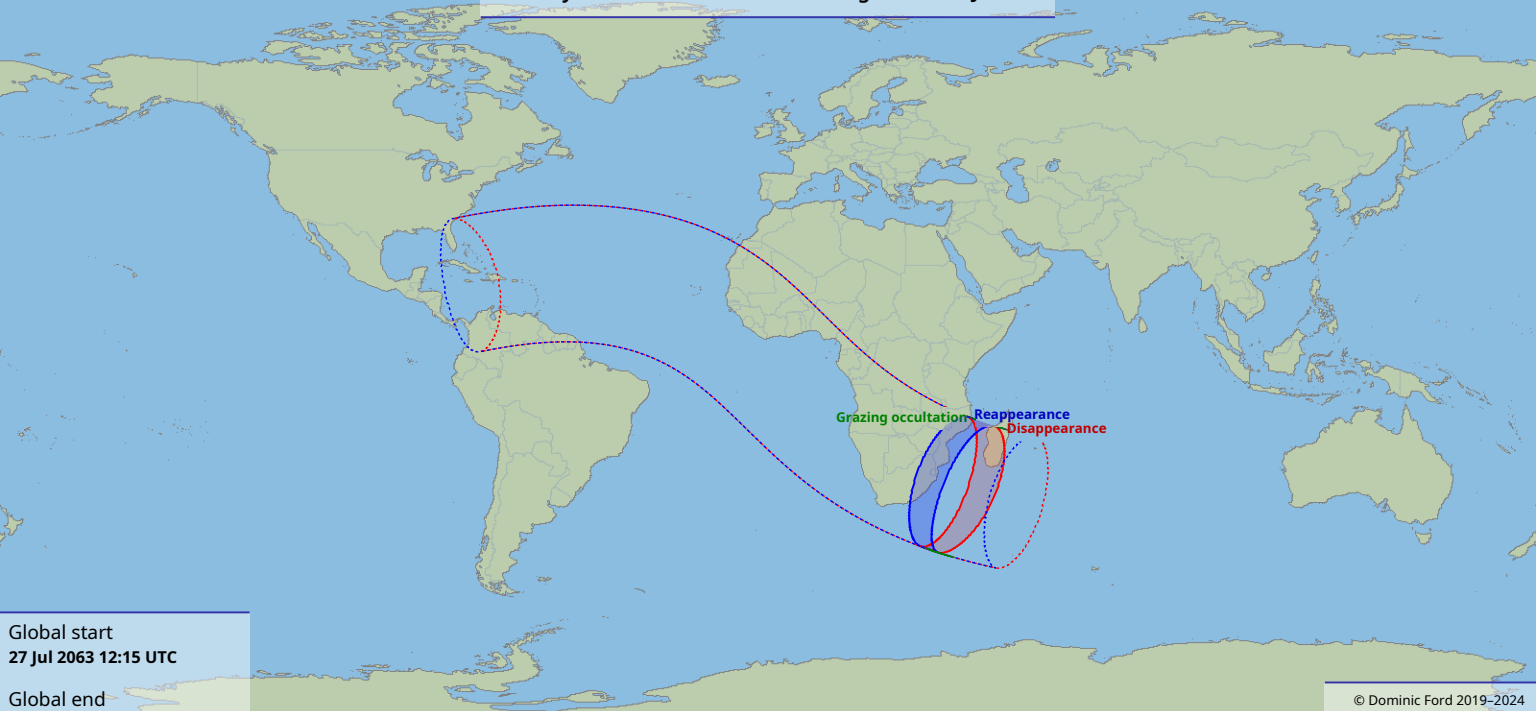 Grazing occultation
Reappearance
Disappearance
Global start
27 Jul 2063 12:15 UTC
Global end
© Dominic Ford 2019–2024